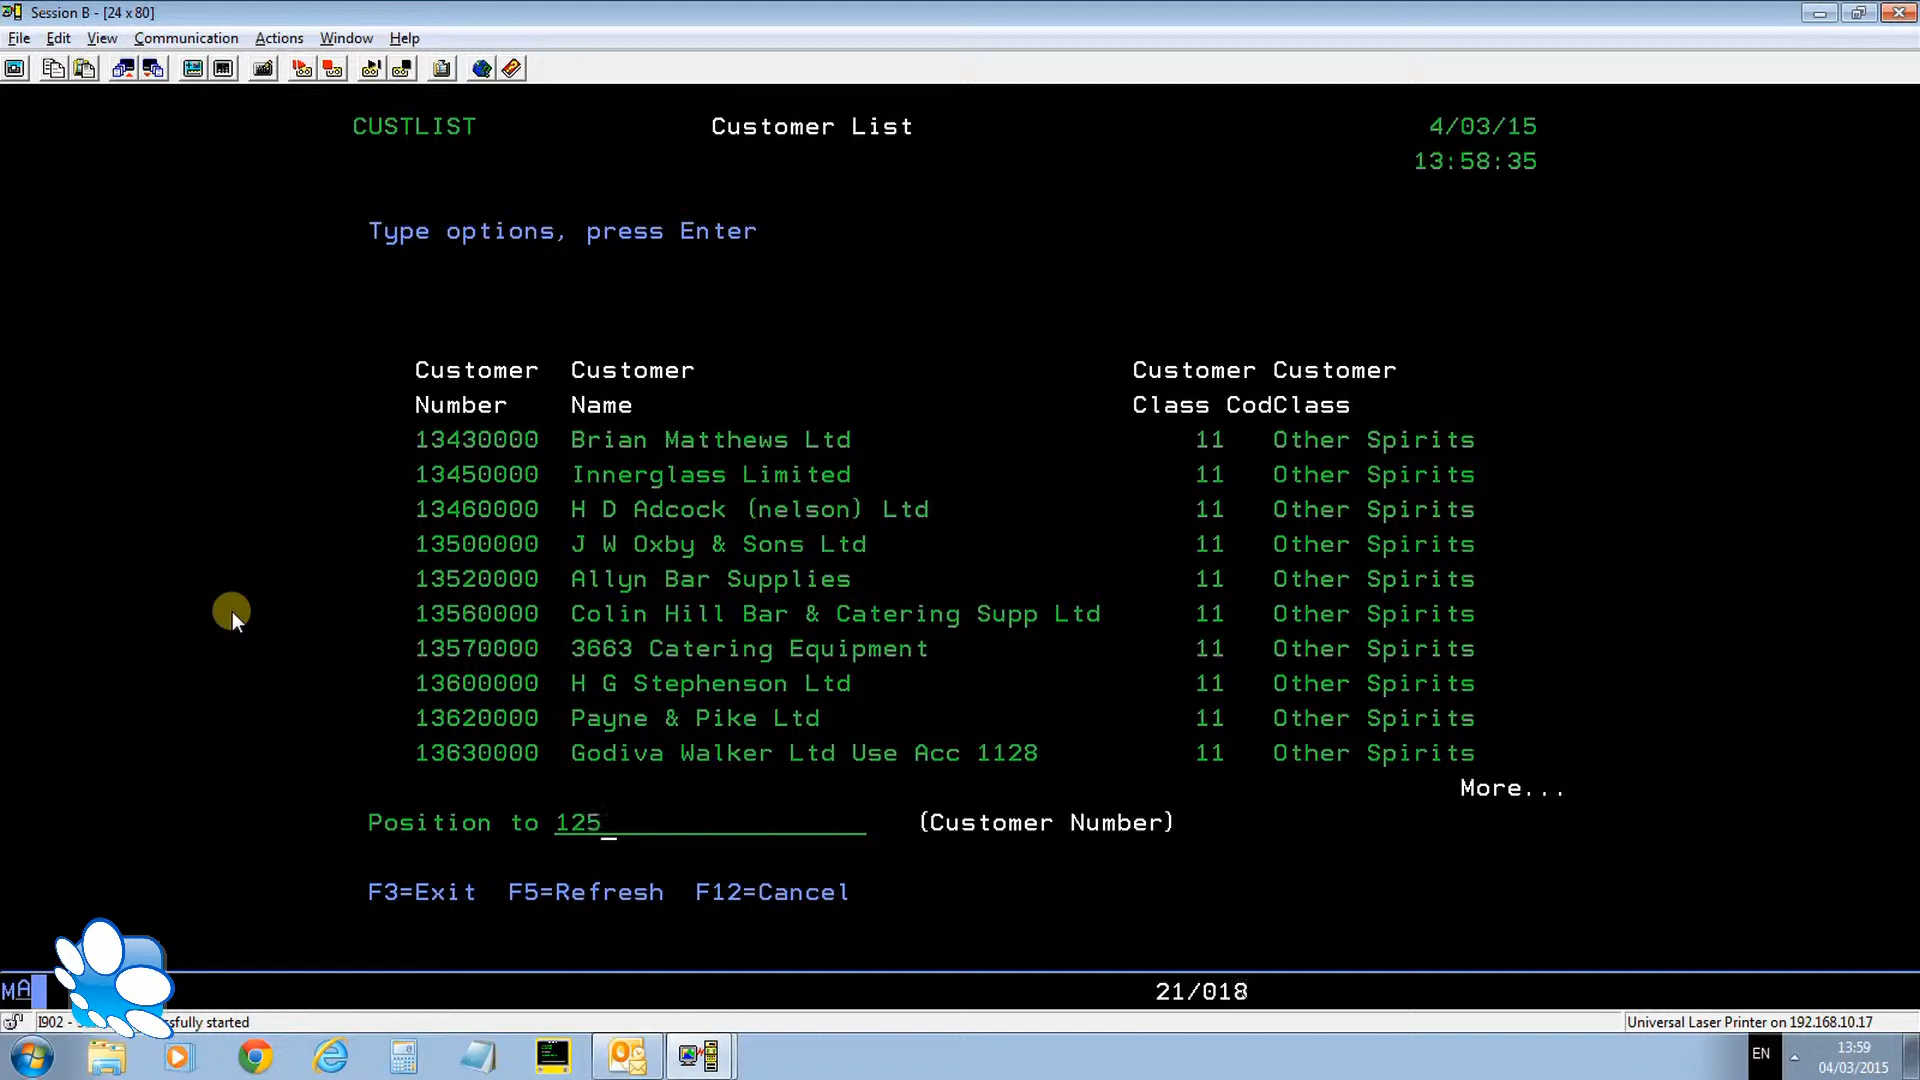 Session B - [24 x 80]
File Edit View Communication Actions Window Help
CUSTLIST Customer List 4/03/15
13:58:35
Type options, press Enter
Customer Customer Customer Customer
Number Name Class CodClass
13430000 Brian Matthews Ltd 11 Other Spirits
13450000 Innerglass Limited 11 Other Spirits
13460000 H D Adcock (nelson) Ltd 11 Other Spirits
13500000 J W Oxby & Sons Ltd 11 Other Spirits
13520000 Allyn Bar Supplies 11 Other Spirits
13560000 Colin Hill Bar & Catering Supp Ltd 11 Other Spirits
13570000 3663 Catering Equipment 11 Other Spirits
13600000 H G Stephenson Ltd 11 Other Spirits
13620000 Payne & Pike Ltd 11 Other Spirits
13630000 Godiva Walker Ltd Use Acc 1128 11 Other Spirits
More...
Position to 125 (Customer Number)
F3=Exit F5=Refresh F12=Cancel
MA 21/018
I902 - started Universal Laser Printer on 192.168.10.17
EN 13:59
04/03/2015